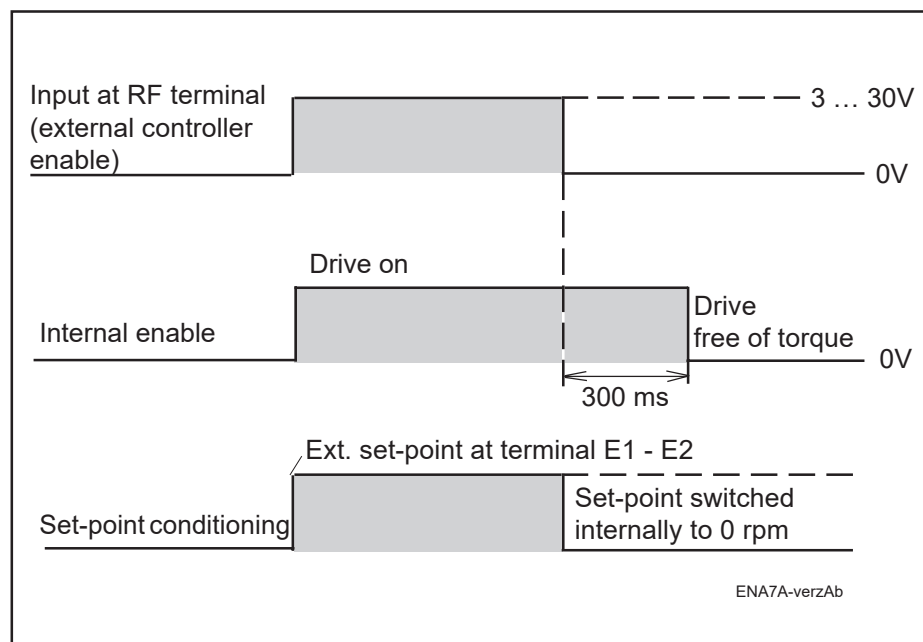 Input at RF terminal
(external controller
enable)
3 … 30V
0V
Drive on
Internal enable
Drive
free of torque
0V
300 ms
Ext. set-point at terminal E1 - E2
Set-point conditioning
Set-point switched
internally to 0 rpm
ENA7A-verzAb